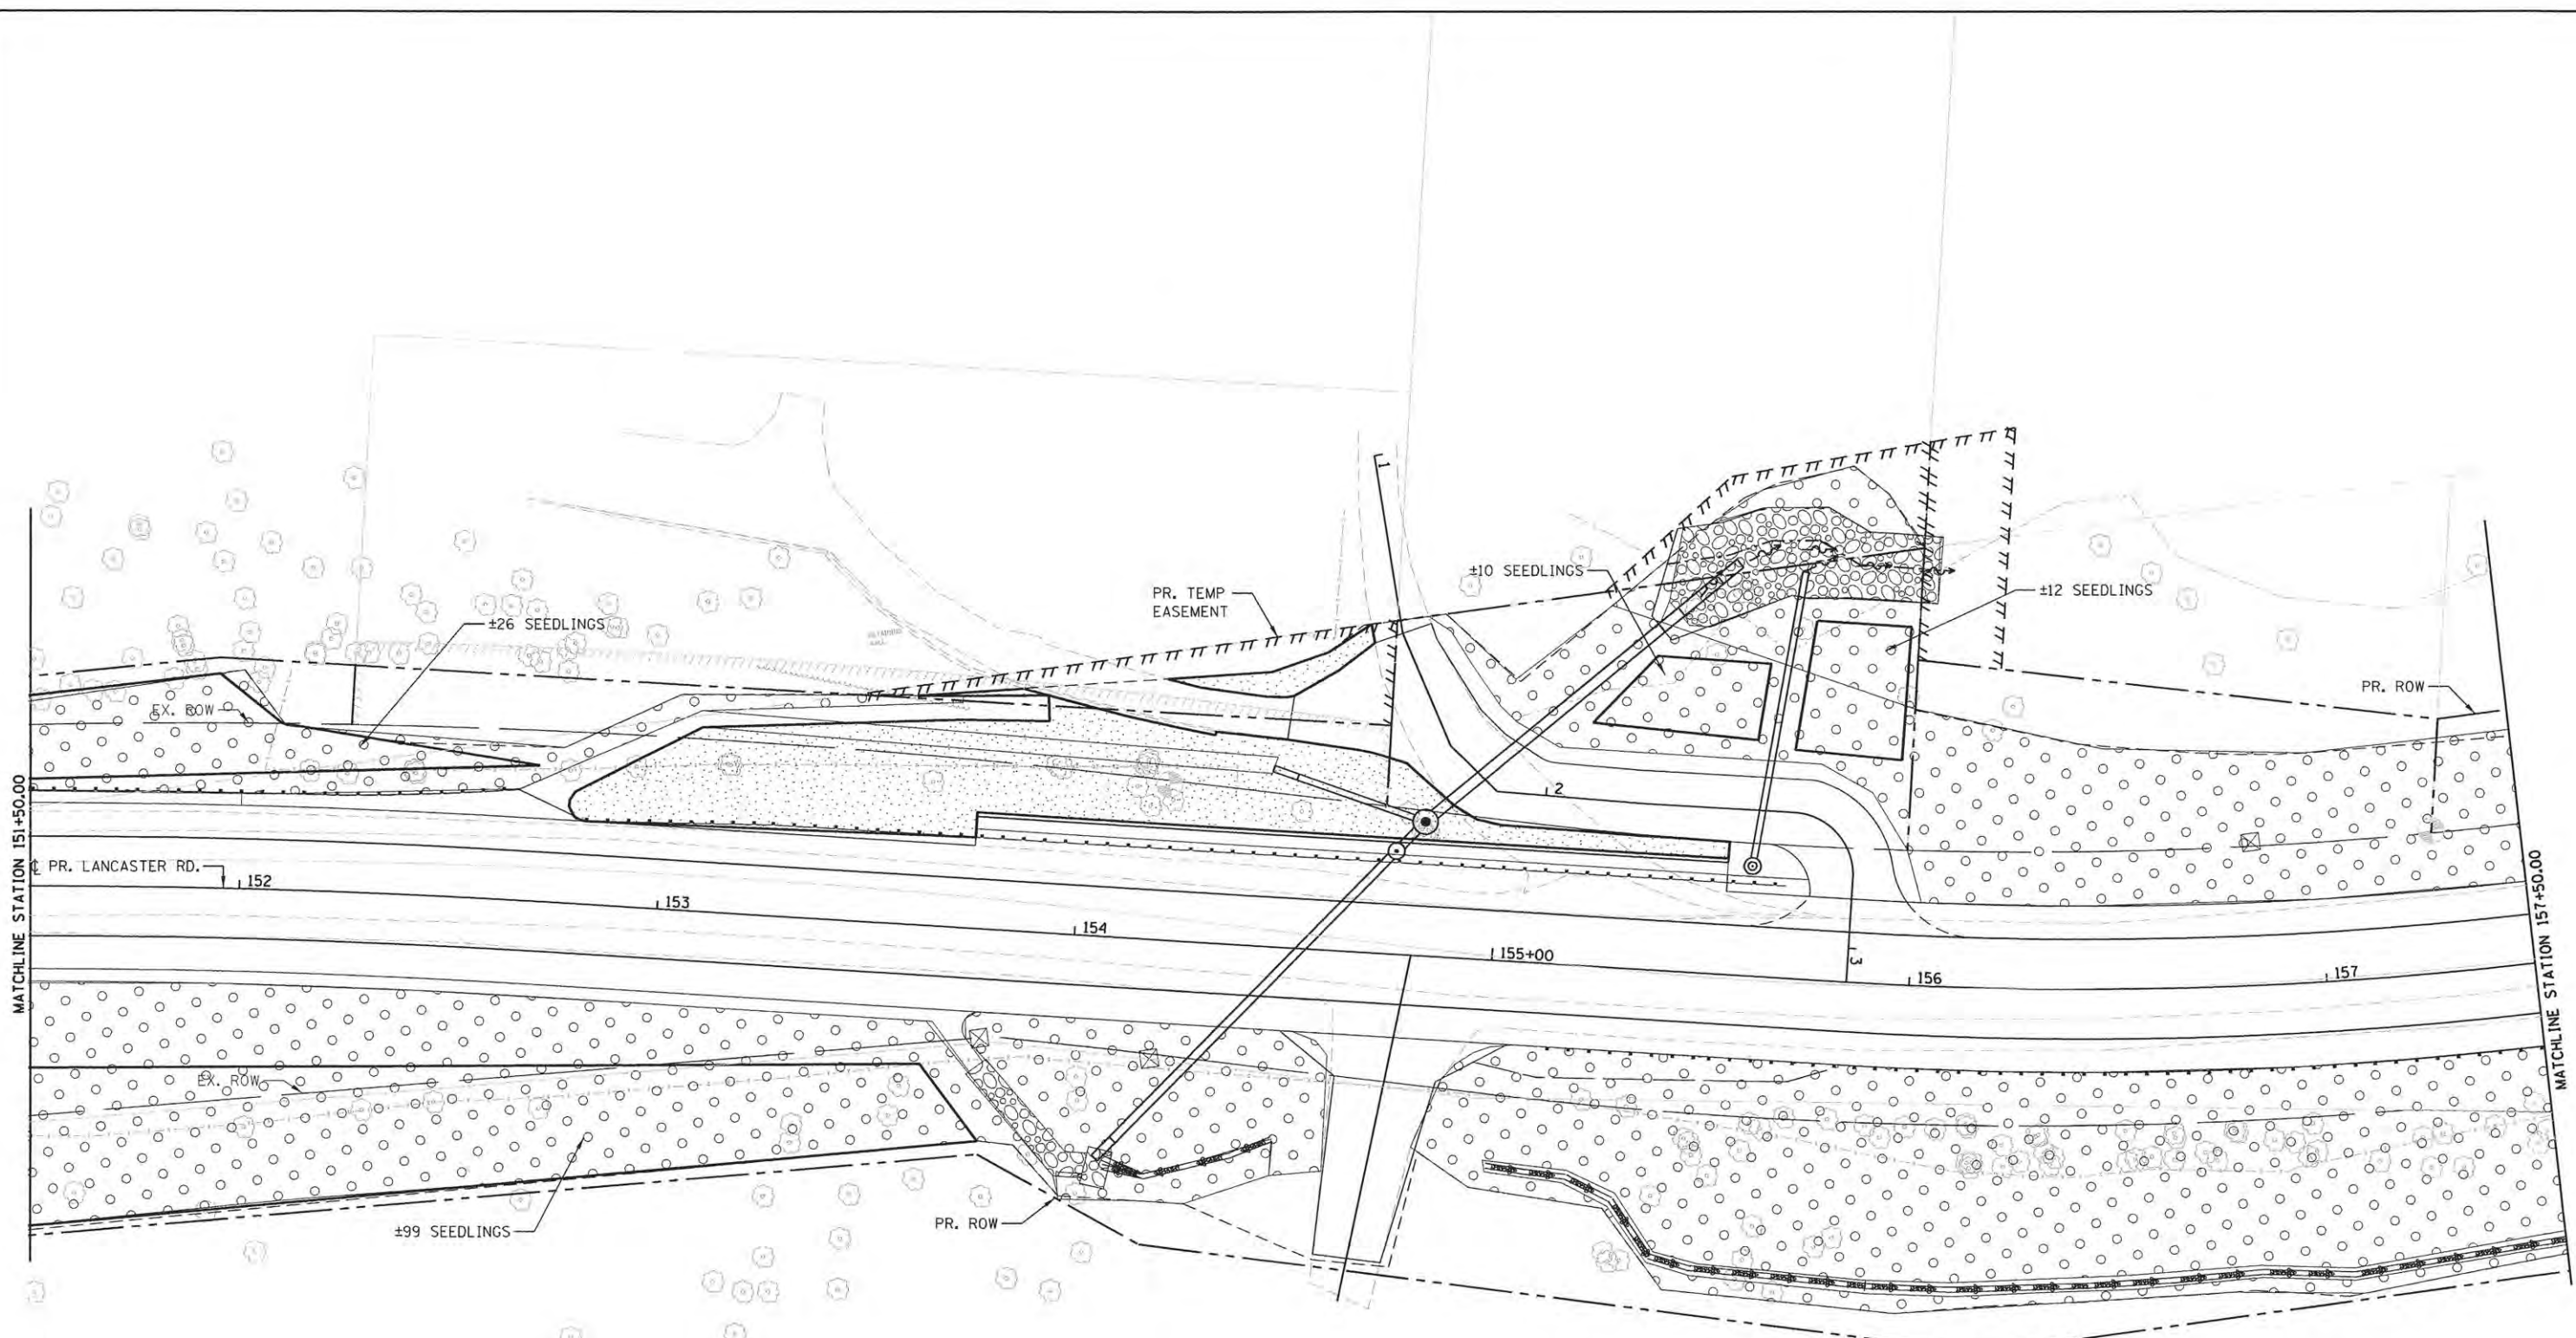 PR. TEMP
EASEMENT
±10 SEEDLINGS
±12 SEEDLINGS
±26 SEEDLINGS
EX. ROW
PR. ROW
1
2
3
MATCHLINE STATION 151+50.00
℄ PR. LANCASTER RD.
152
153
154
155+00
156
157
MATCHLINE STATION 157+50.00
EX. ROW
±99 SEEDLINGS
PR. ROW